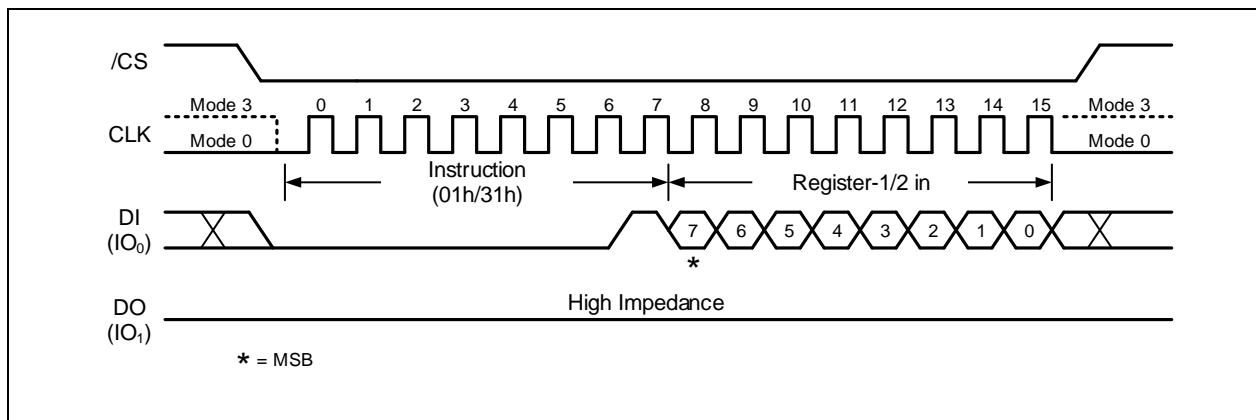 /CS
Mode 3 0 1 2 3 4 5 6 7 8 9 10 11 12 13 14 15 Mode 3
CLK
Mode 0 Mode 0
Instruction
(01h/31h)
Register-1/2 in
DI
(IO₀)
7 6 5 4 3 2 1 0
*
High Impedance
DO
(IO₁)
* = MSB